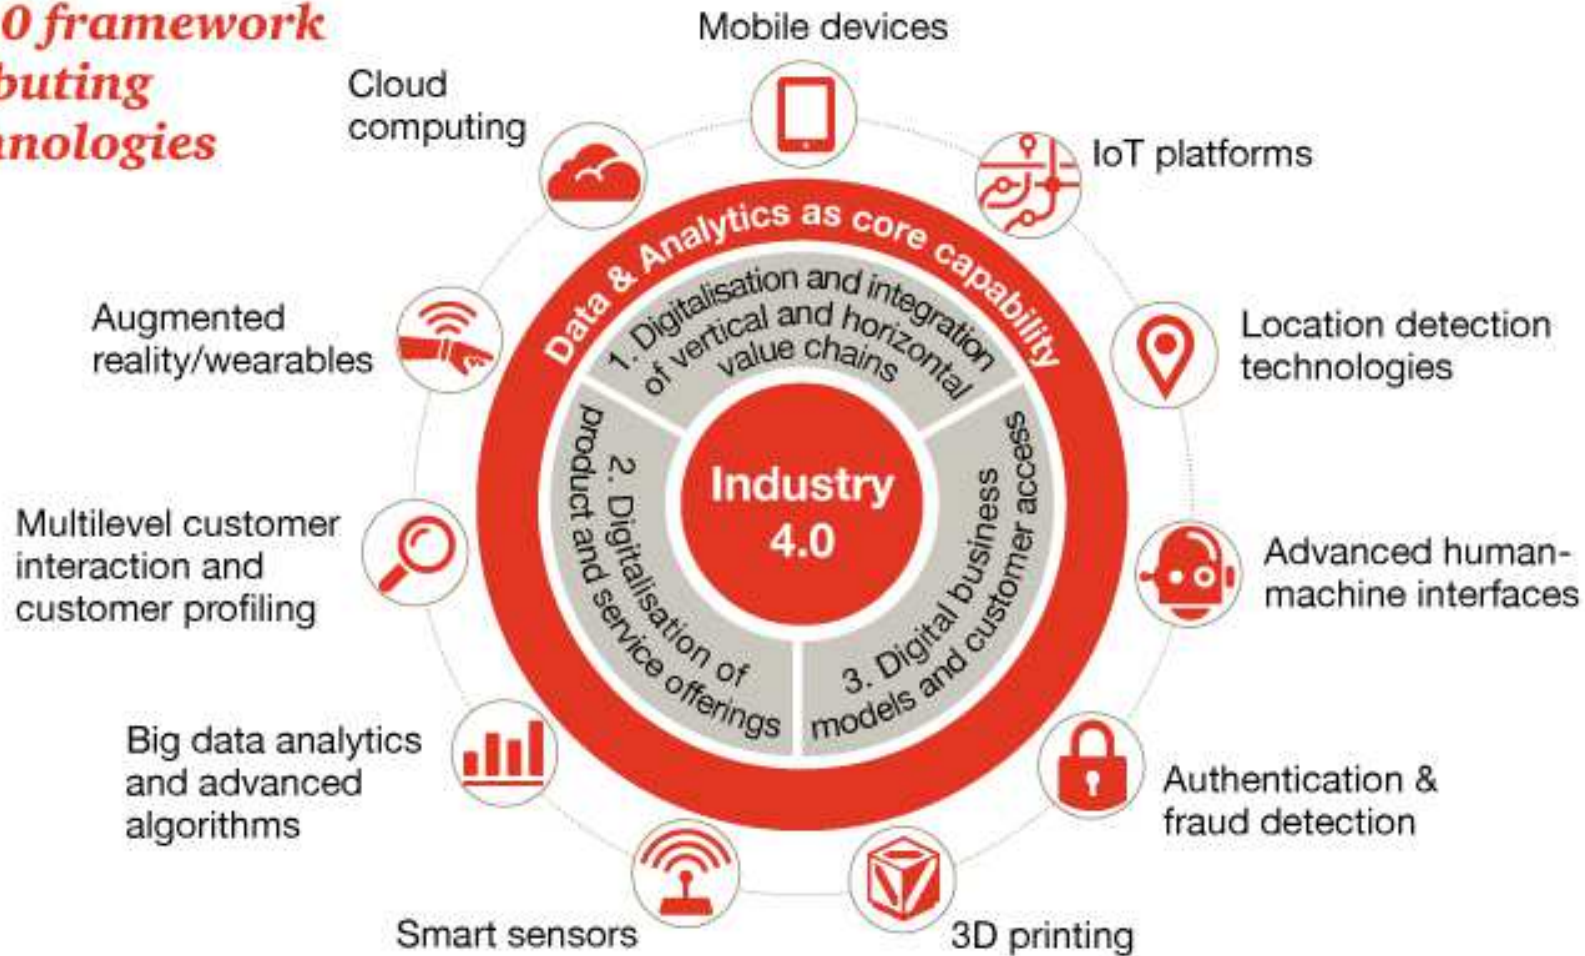 0 framework
buting
nologies
Mobile devices
Cloud
computing
IoT platforms
Augmented
reality/wearables
Location detection
technologies
Multilevel customer
interaction and
customer profiling
Advanced human-
machine interfaces
Big data analytics
and advanced
algorithms
Authentication &
fraud detection
Smart sensors
3D printing
Data & Analytics as core capability
1. Digitalisation and integration
of vertical and horizontal
value chains
2. Digitalisation of
product and service offerings
3. Digital business
models and customer access
Industry
4.0